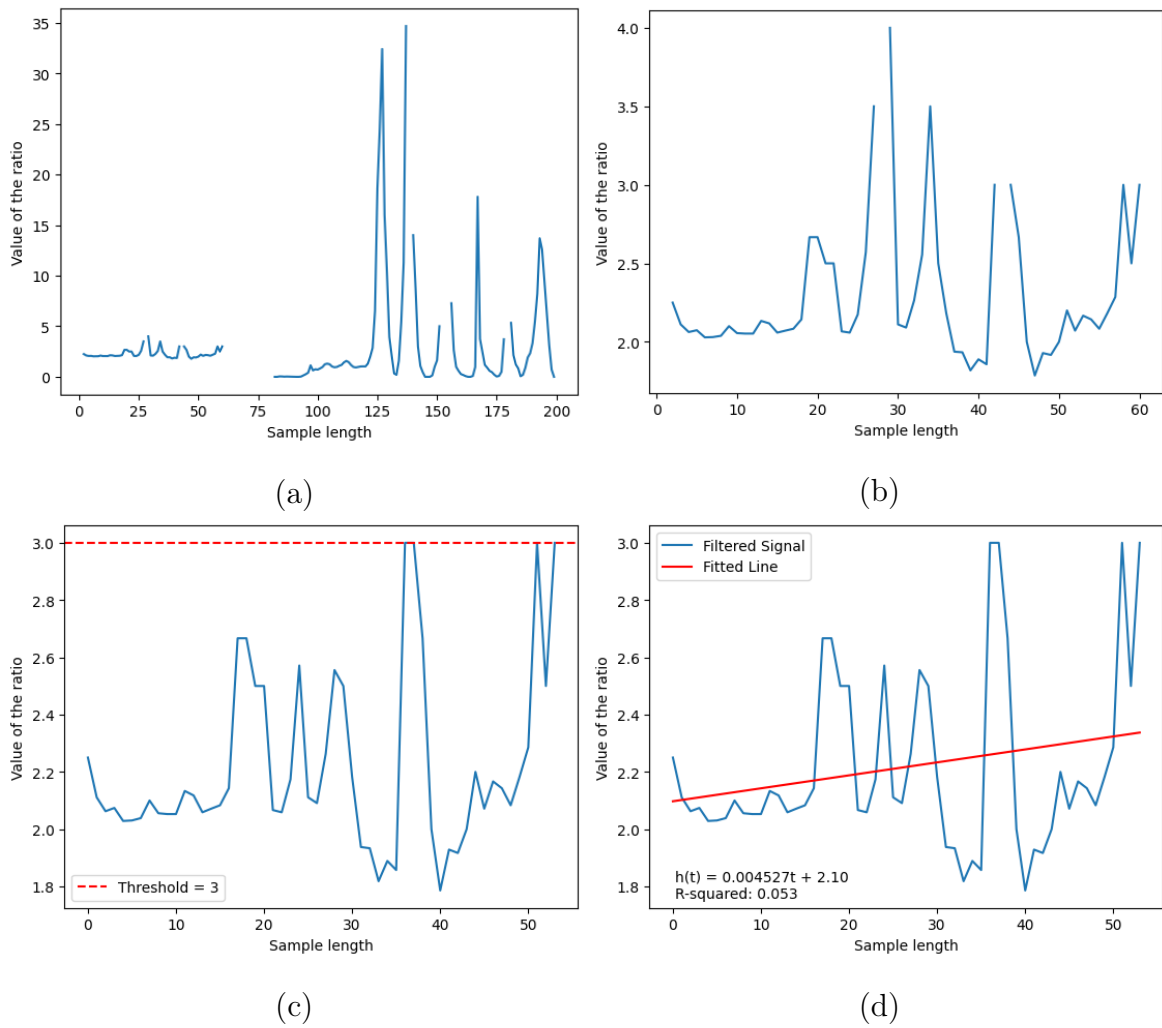 35
30
25
20
15
10
5
0
Value of the ratio
0 25 50 75 100 125 150 175 200
Sample length
(a)
4.0
3.5
3.0
2.5
2.0
Value of the ratio
0 10 20 30 40 50 60
Sample length
(b)
3.0
2.8
2.6
2.4
2.2
2.0
1.8
Value of the ratio
Threshold = 3
0 10 20 30 40 50
Sample length
(c)
3.0
2.8
2.6
2.4
2.2
2.0
1.8
Value of the ratio
Filtered Signal
Fitted Line
h(t) = 0.004527t + 2.10
R-squared: 0.053
0 10 20 30 40 50
Sample length
(d)